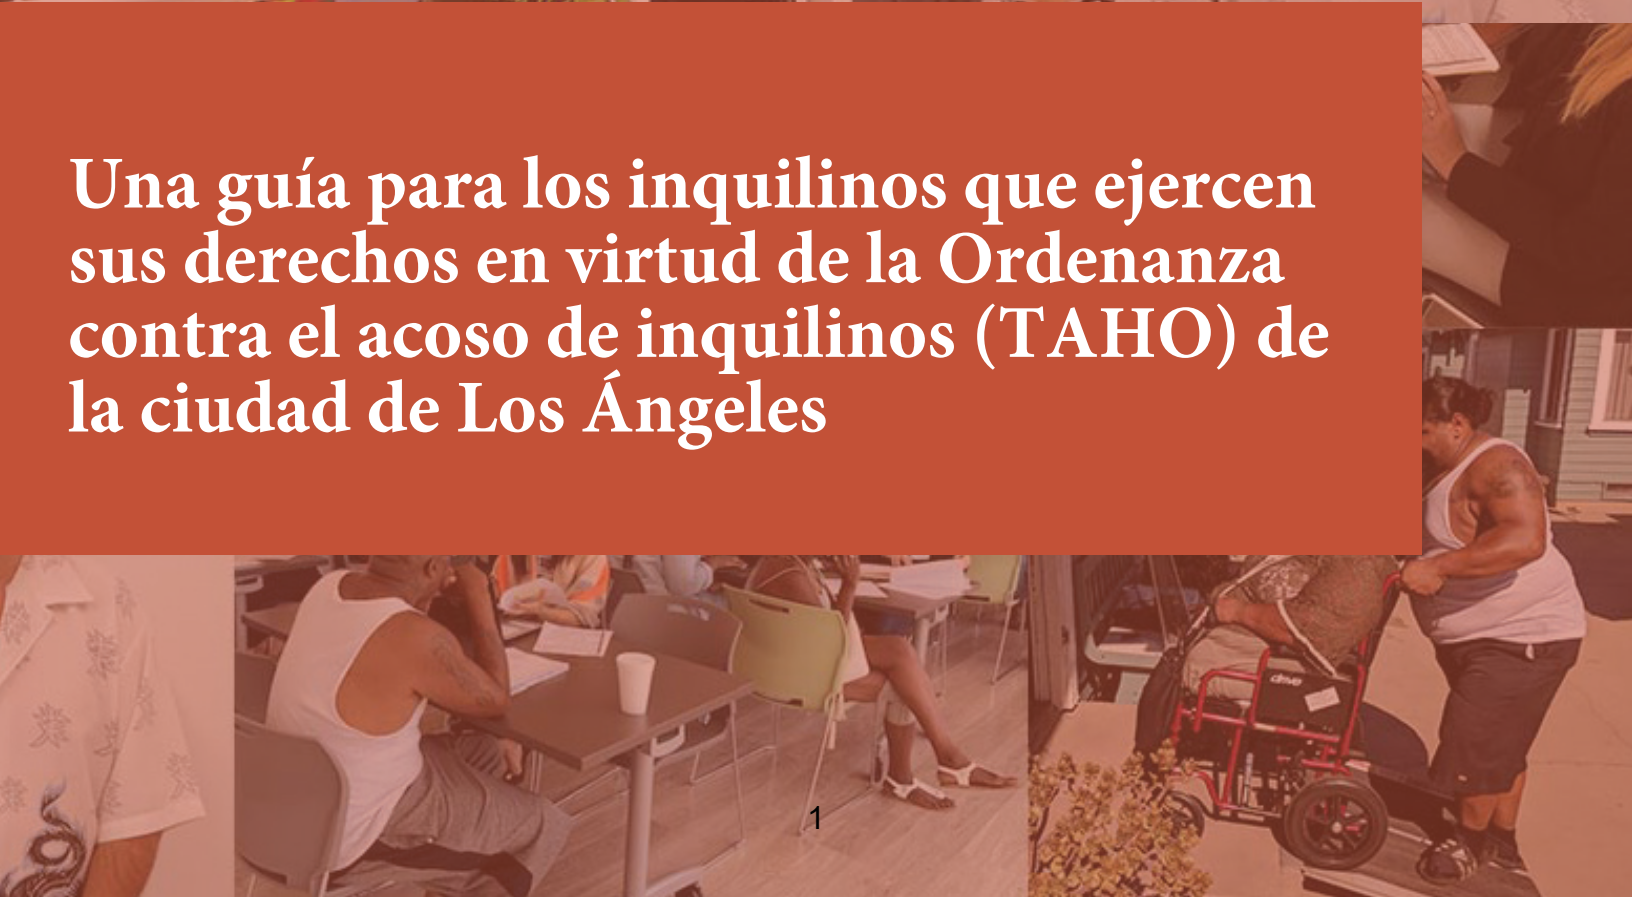 Una guía para los inquilinos que ejercen
sus derechos en virtud de la Ordenanza
contra el acoso de inquilinos (TAHO) de
la ciudad de Los Ángeles
drive
1